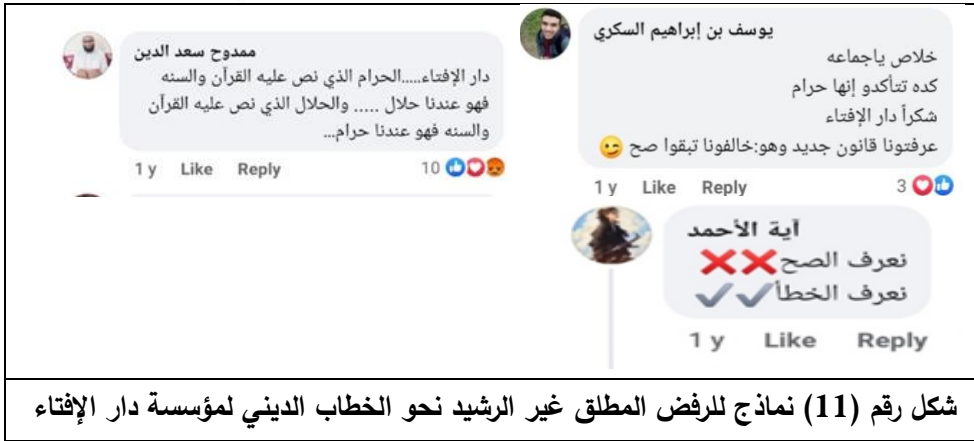 يوسف بن إبراهيم السكري
خلاص ياجماعه
كده تتأكدو إنها حرام
شكراً دار الإفتاء
عرفتونا قانون جديد وهو:خالفونا تبقوا صح 😉
1 y Like Reply 3
ممدوح سعد الدين
دار الإفتاء.....الحرام الذي نص عليه القرآن والسنه
فهو عندنا حلال ..... والحلال الذي نص عليه القرآن
والسنه فهو عندنا حرام...
1 y Like Reply 10
آية الأحمد
نعرف الصح❌❌
نعرف الخطأ✔✔
1 y Like Reply
شكل رقم (11) نماذج للرفض المطلق غير الرشيد نحو الخطاب الديني لمؤسسة دار الإفتاء